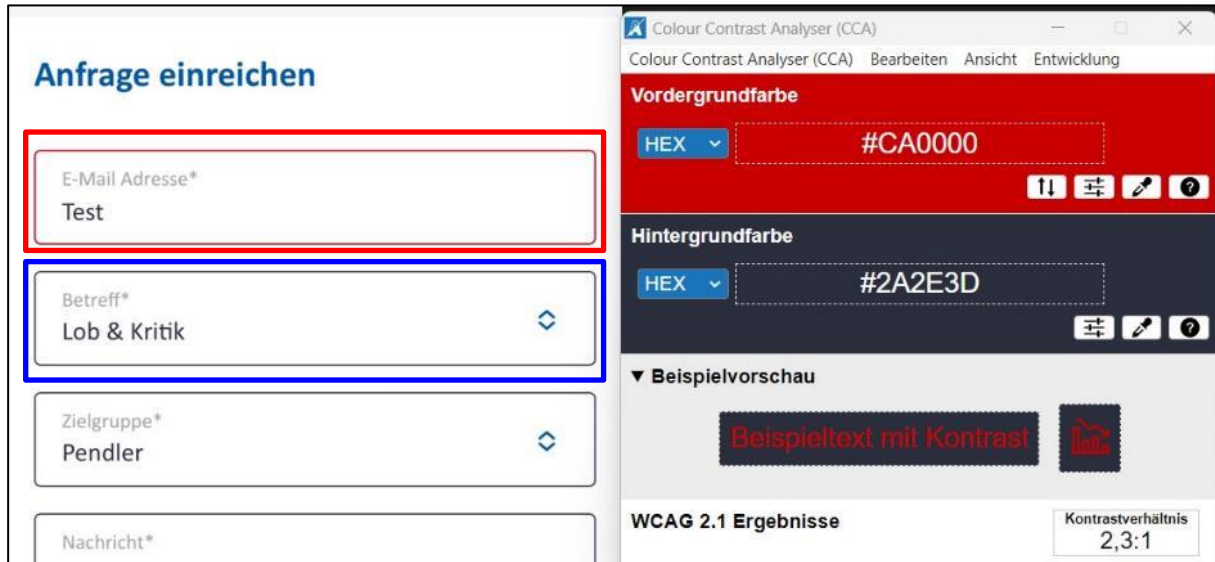 Anfrage einreichen
E-Mail Adresse*
Test
Betreff*
Lob & Kritik
Zielgruppe*
Pendler
Nachricht*
Colour Contrast Analyser (CCA)
Colour Contrast Analyser (CCA) Bearbeiten Ansicht Entwicklung
Vordergrundfarbe
HEX #CA0000
Hintergrundfarbe
HEX #2A2E3D
▼ Beispielvorschau
Beispieltext mit Kontrast
WCAG 2.1 Ergebnisse
Kontrastverhältnis
2,3:1